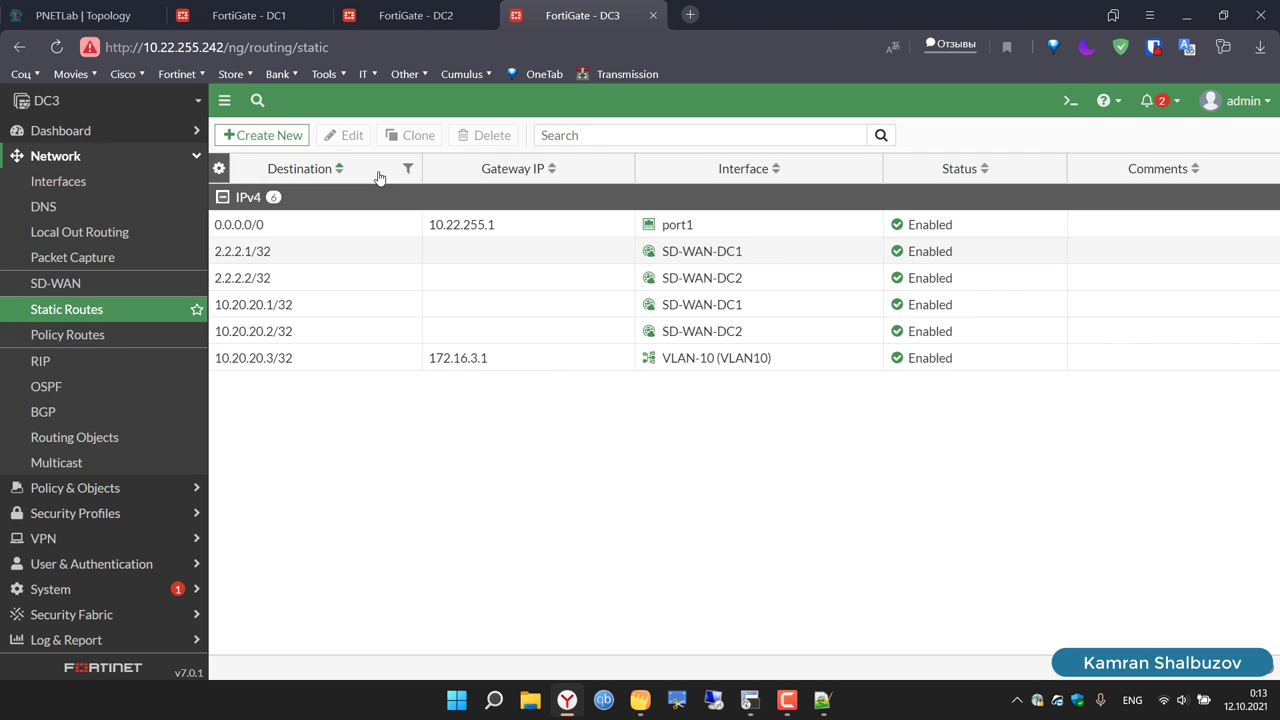 PNETLab | Topology
FortiGate - DC1
FortiGate - DC2
FortiGate - DC3
http://10.22.255.242/ng/routing/static
Отзывы
Соц
Movies
Cisco
Fortinet
Store
Bank
Tools
IT
Other
Cumulus
OneTab
Transmission
DC3
2
admin
Dashboard
Network
Interfaces
DNS
Local Out Routing
Packet Capture
SD-WAN
Static Routes
Policy Routes
RIP
OSPF
BGP
Routing Objects
Multicast
Policy & Objects
Security Profiles
VPN
User & Authentication
System 1
Security Fabric
Log & Report
FORTINET v7.0.1
Create New
Edit
Clone
Delete
Search
Destination Gateway IP Interface Status Comments
IPv4 6
0.0.0.0/0 10.22.255.1 port1 Enabled
2.2.2.1/32 SD-WAN-DC1 Enabled
2.2.2.2/32 SD-WAN-DC2 Enabled
10.20.20.1/32 SD-WAN-DC1 Enabled
10.20.20.2/32 SD-WAN-DC2 Enabled
10.20.20.3/32 172.16.3.1 VLAN-10 (VLAN10) Enabled
Kamran Shalbuzov
qb
ENG
0:13
12.10.2021